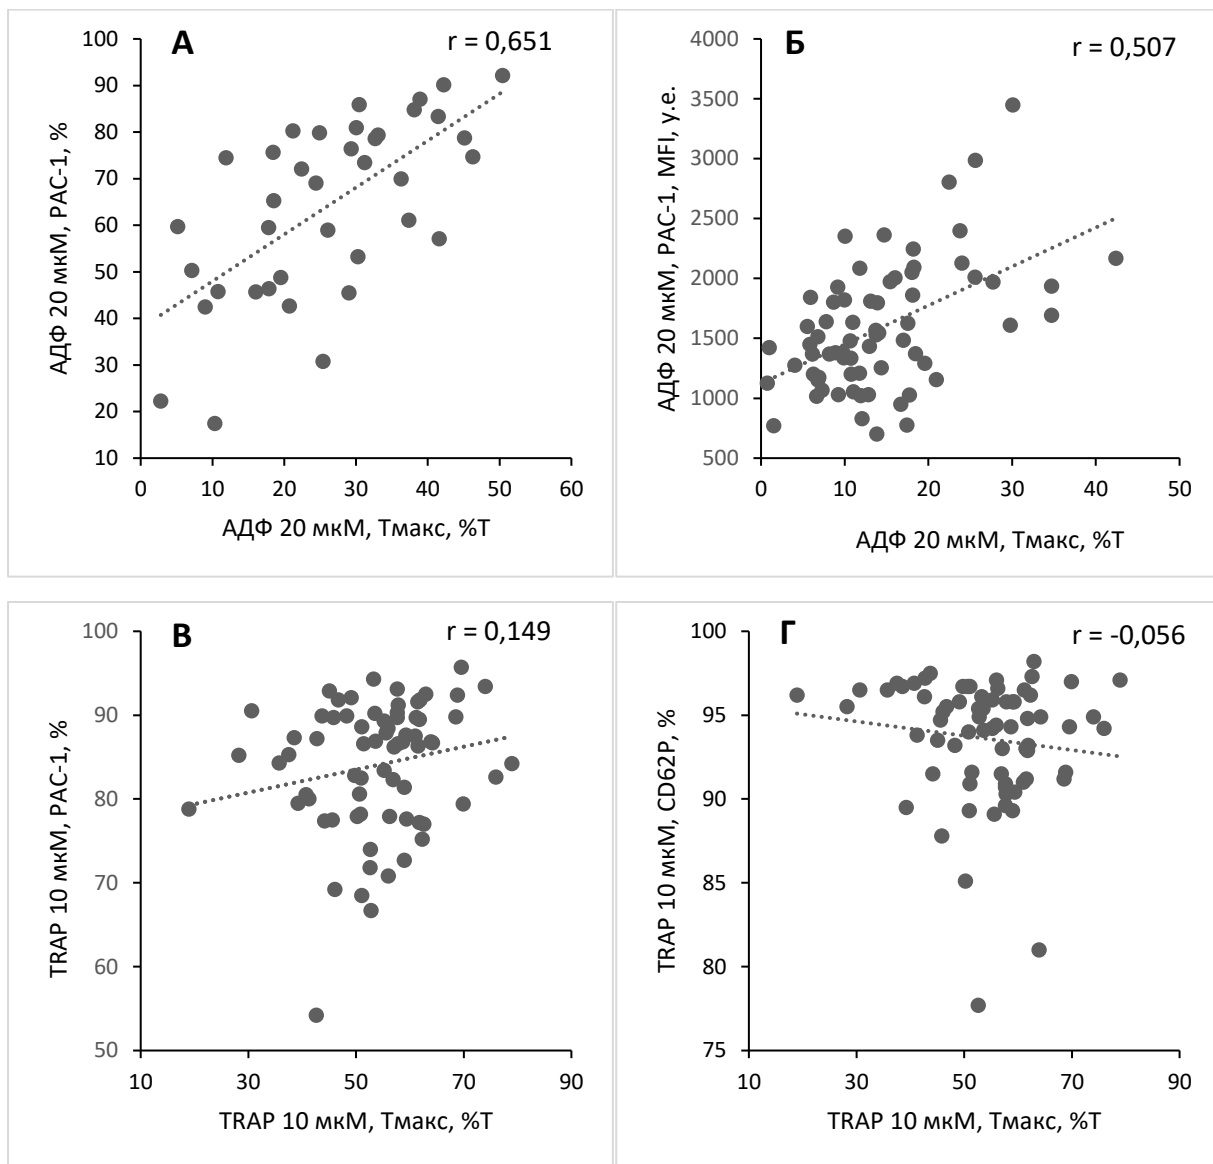 А
r = 0,651
АДФ 20 мкМ, PAC-1, %
100
90
80
70
60
50
40
30
20
10
0 10 20 30 40 50 60
АДФ 20 мкМ, Тмакс, %Т
Б
r = 0,507
АДФ 20 мкМ, PAC-1, MFI, у.е.
4000
3500
3000
2500
2000
1500
1000
500
0 10 20 30 40 50
АДФ 20 мкМ, Тмакс, %Т
В
r = 0,149
TRAP 10 мкМ, PAC-1, %
100
90
80
70
60
50
10 30 50 70 90
TRAP 10 мкМ, Тмакс, %Т
Г
r = -0,056
TRAP 10 мкМ, CD62P, %
100
95
90
85
80
75
10 30 50 70 90
TRAP 10 мкМ, Тмакс, %Т